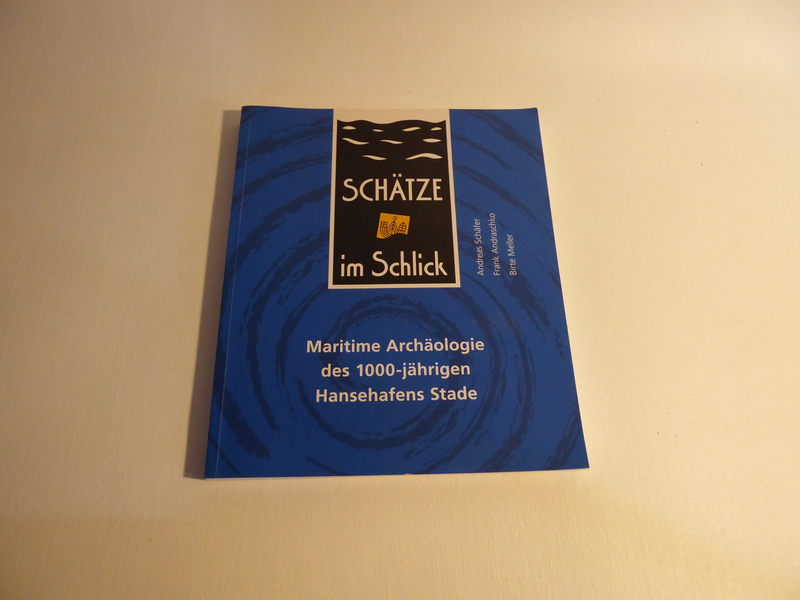 SCHÄTZE
im Schlick
Andreas Schäfer
Frank Andraschko
Birte Meller
Maritime Archäologie
des 1000-jährigen
Hansehafens Stade